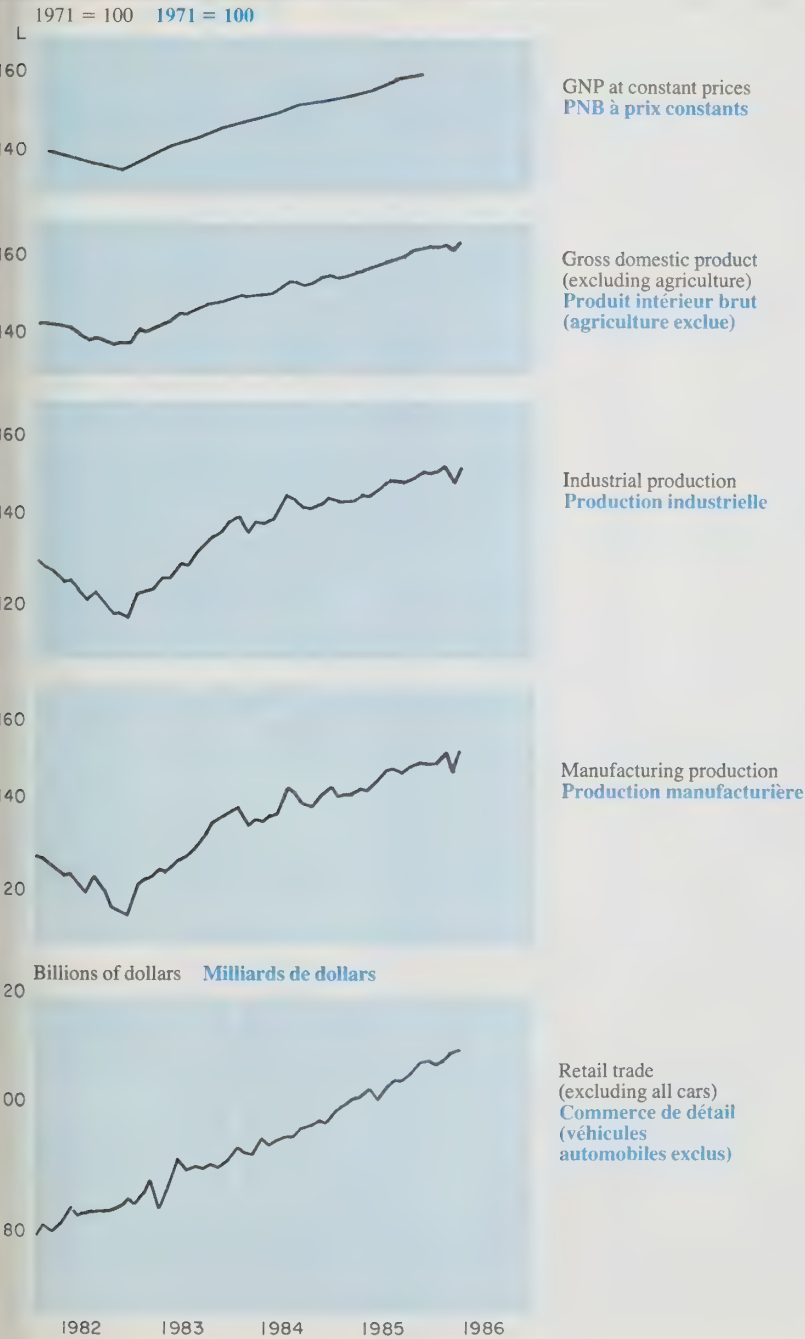 1971 = 100 1971 = 100
L
160
140
GNP at constant prices
PNB à prix constants
160
140
Gross domestic product
(excluding agriculture)
Produit intérieur brut
(agriculture exclue)
160
140
120
Industrial production
Production industrielle
160
140
20
Manufacturing production
Production manufacturière
Billions of dollars Milliards de dollars
20
00
80
Retail trade
(excluding all cars)
Commerce de détail
(véhicules
automobiles exclus)
1982 1983 1984 1985 1986